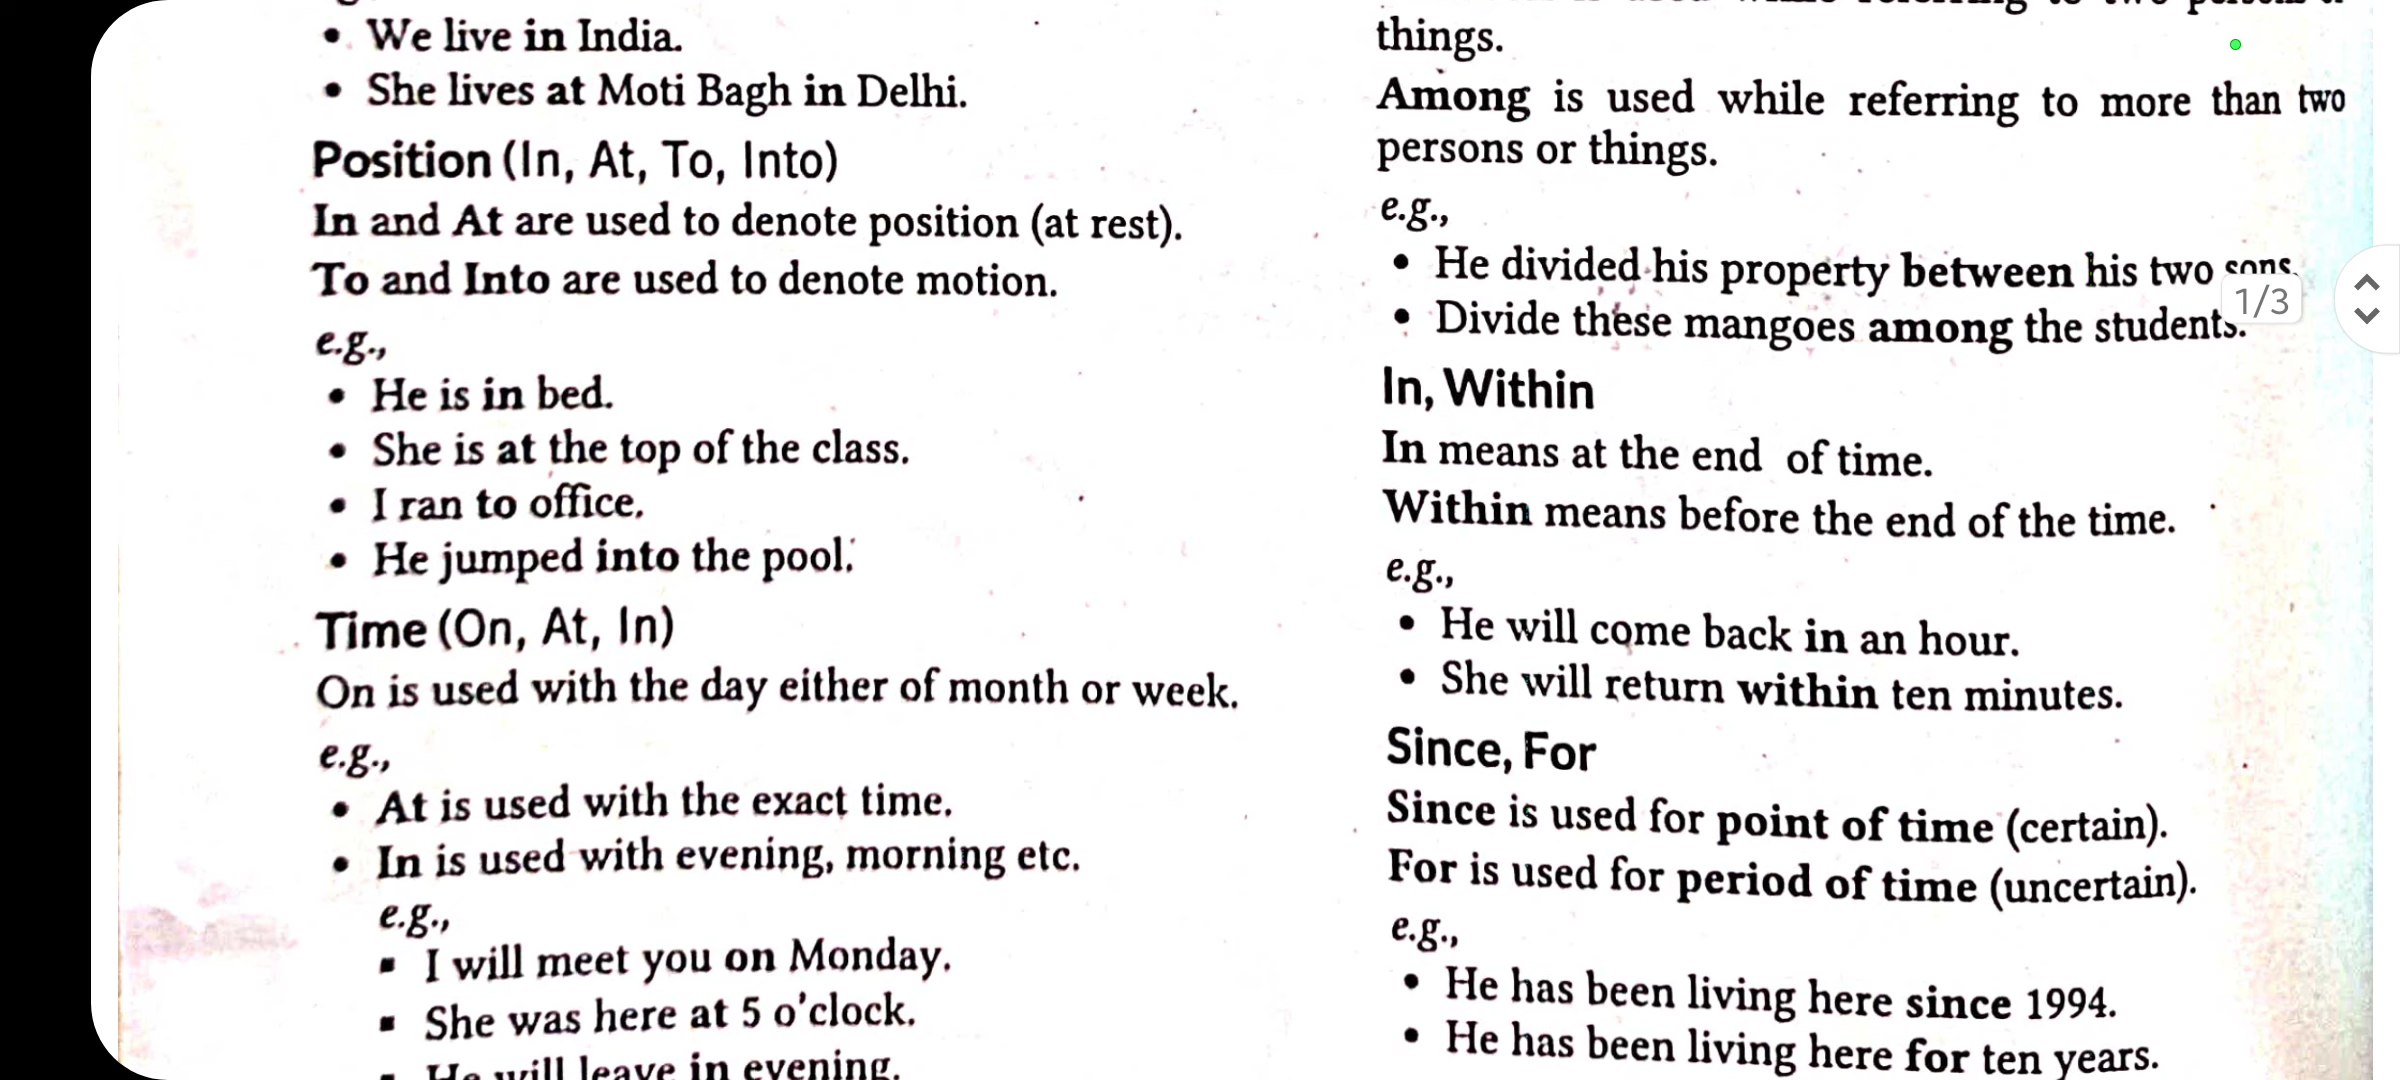 • We live in India.
• She lives at Moti Bagh in Delhi.
Position (In, At, To, Into)
In and At are used to denote position (at rest).
To and Into are used to denote motion.
e.g.,
• He is in bed.
• She is at the top of the class.
• I ran to office.
• He jumped into the pool.
Time (On, At, In)
On is used with the day either of month or week.
e.g.,
• At is used with the exact time.
• In is used with evening, morning etc.
e.g.,
▪ I will meet you on Monday.
▪ She was here at 5 o'clock.
▪ He will leave in evening.
things.
Among is used while referring to more than two
persons or things.
e.g.,
• He divided his property between his two sons.
• Divide these mangoes among the students.
1/3
In, Within
In means at the end of time.
Within means before the end of the time.
e.g.,
• He will come back in an hour.
• She will return within ten minutes.
Since, For
Since is used for point of time (certain).
For is used for period of time (uncertain).
e.g.,
• He has been living here since 1994.
• He has been living here for ten years.